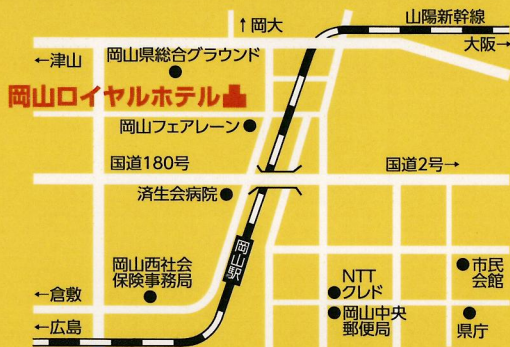 ↑岡大
山陽新幹線
大阪→
←津山
岡山県総合グラウンド
岡山ロイヤルホテル
岡山フェアレーン
国道180号
国道2号→
済生会病院
岡山駅
岡山西社会
保険事務局
NTT
クレド
市民
会館
←倉敷
岡山中央
郵便局
県庁
←広島